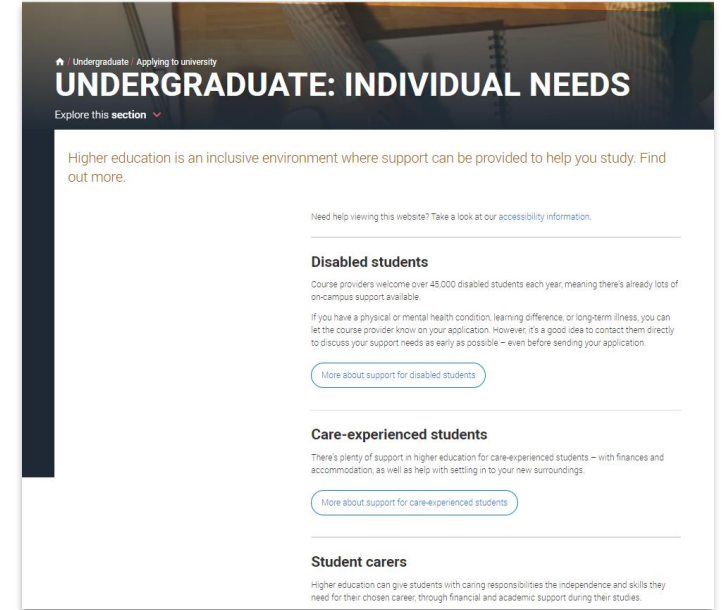 / Undergraduate / Applying to university
UNDERGRADUATE: INDIVIDUAL NEEDS
Explore this section
Higher education is an inclusive environment where support can be provided to help you study. Find
out more.
Need help viewing this website? Take a look at our accessibility information.
Disabled students
Course providers welcome over 45,000 disabled students each year, meaning there's already lots of
on-campus support available.
If you have a physical or mental health condition, learning difference, or long-term illness, you can
let the course provider know on your application. However, it's a good idea to contact them directly
to discuss your support needs as early as possible – even before sending your application.
More about support for disabled students
Care-experienced students
There's plenty of support in higher education for care-experienced students – with finances and
accommodation, as well as help with settling in to your new surroundings.
More about support for care-experienced students
Student carers
Higher education can give students with caring responsibilities the independence and skills they
need for their chosen career, through financial and academic support during their studies.